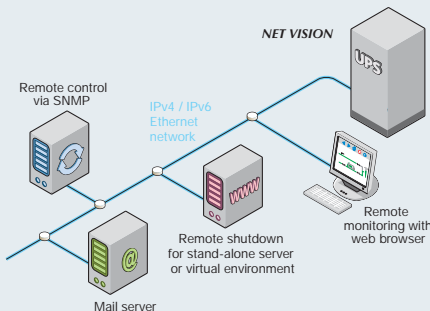 NET VISION
UPS
Remote control
via SNMP
IPv4 / IPv6
Ethernet
network
www
@
Remote
monitoring with
web browser
Remote shutdown
for stand-alone server
or virtual environment
Mail server